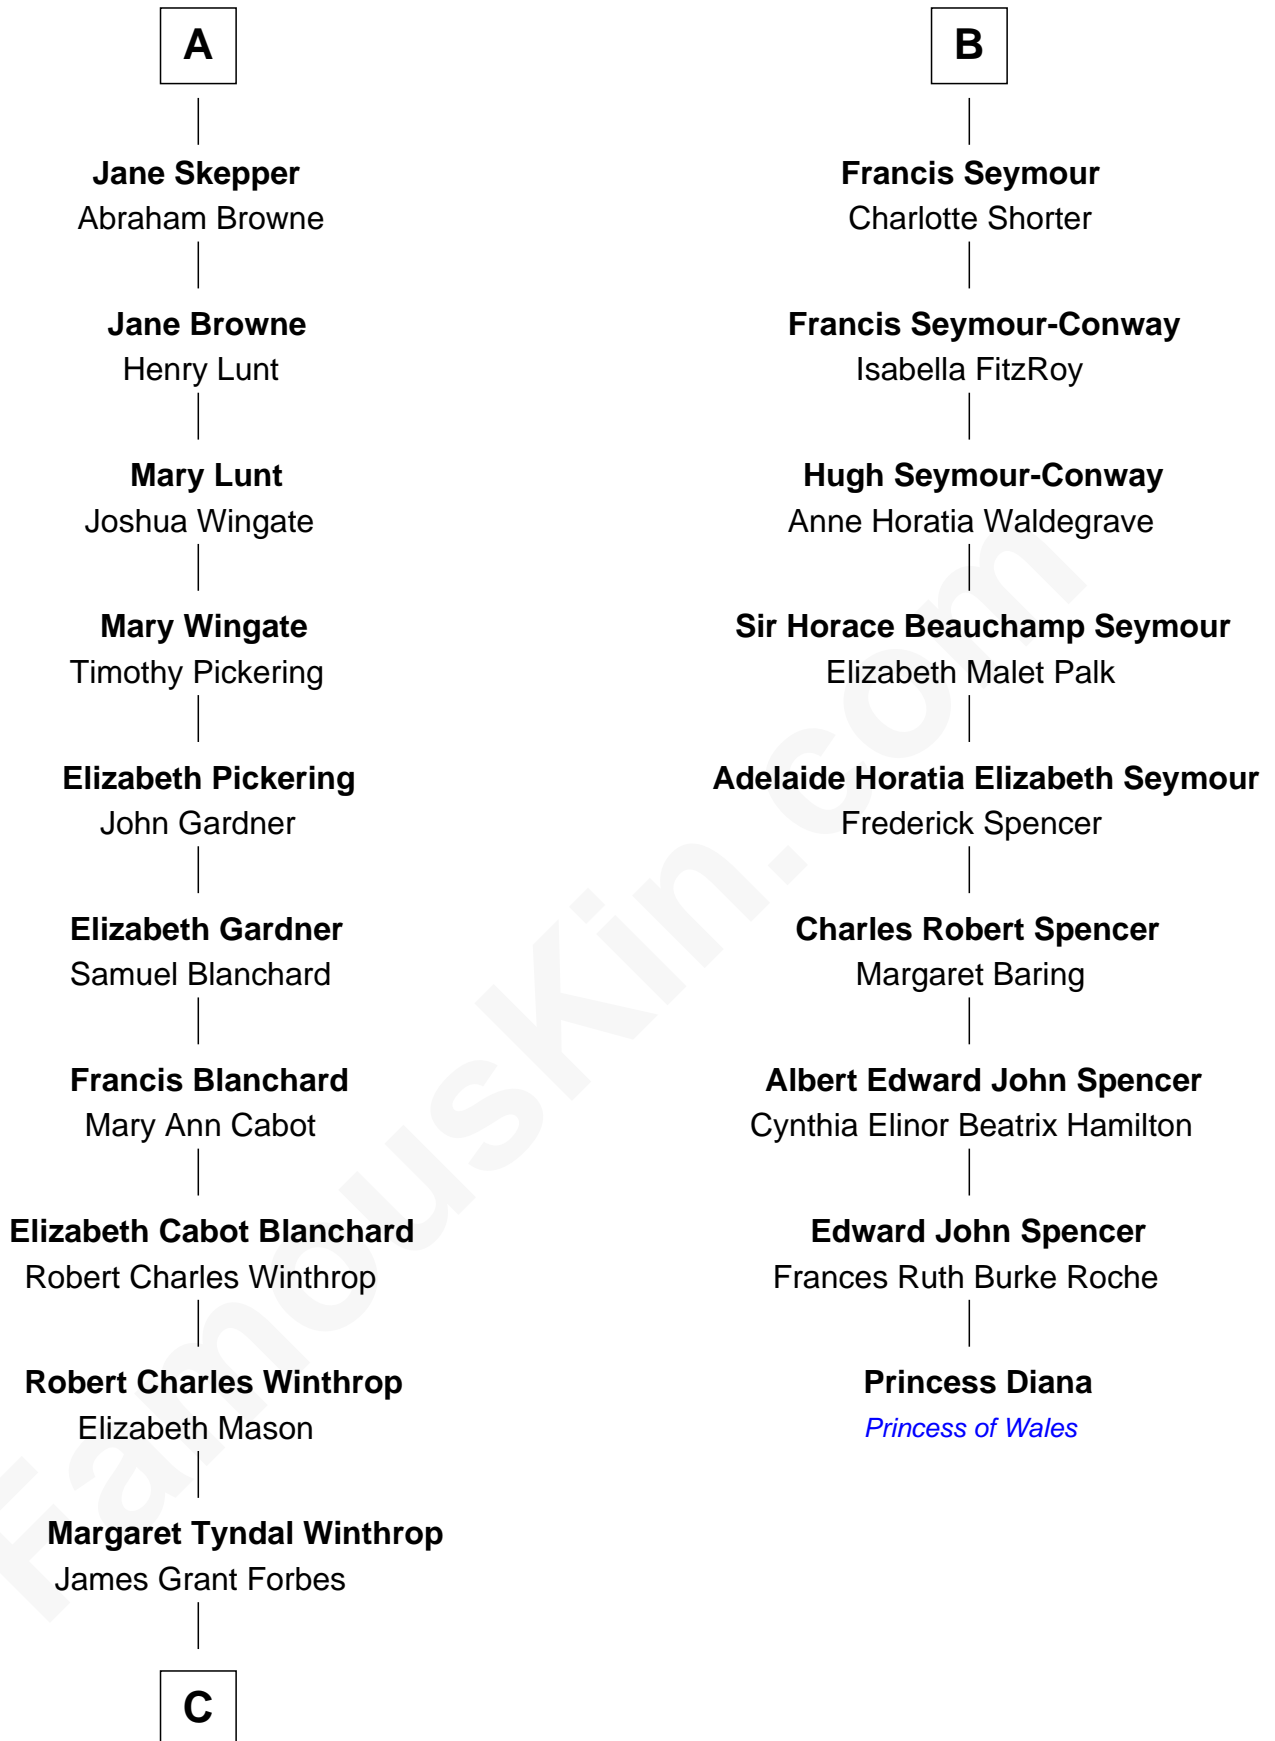 A
Jane Skepper
Abraham Browne
Jane Browne
Henry Lunt
Mary Lunt
Joshua Wingate
Mary Wingate
Timothy Pickering
Elizabeth Pickering
John Gardner
Elizabeth Gardner
Samuel Blanchard
Francis Blanchard
Mary Ann Cabot
Elizabeth Cabot Blanchard
Robert Charles Winthrop
Robert Charles Winthrop
Elizabeth Mason
Margaret Tyndal Winthrop
James Grant Forbes
C
B
Francis Seymour
Charlotte Shorter
Francis Seymour-Conway
Isabella FitzRoy
Hugh Seymour-Conway
Anne Horatia Waldegrave
Sir Horace Beauchamp Seymour
Elizabeth Malet Palk
Adelaide Horatia Elizabeth Seymour
Frederick Spencer
Charles Robert Spencer
Margaret Baring
Albert Edward John Spencer
Cynthia Elinor Beatrix Hamilton
Edward John Spencer
Frances Ruth Burke Roche
Princess Diana
Princess of Wales
FamousKin.com